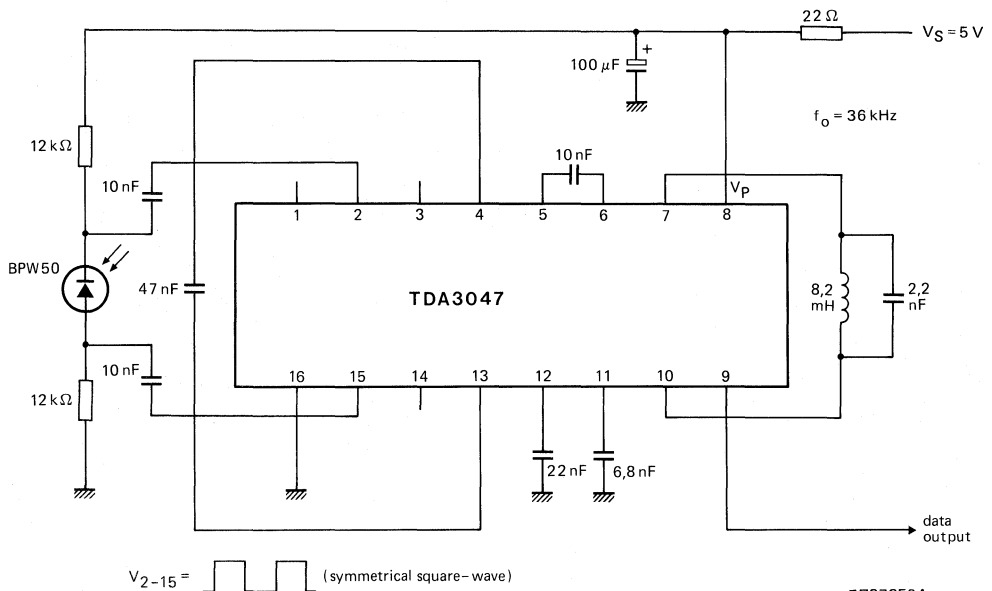 22 Ω
V_S = 5 V
+
100 μF
f_o = 36 kHz
12 kΩ
10 nF
10 nF
V_P
1 2 3 4 5 6 7 8
BPW50
47 nF
TDA3047
8,2 mH
2,2 nF
10 nF
16 15 14 13 12 11 10 9
12 kΩ
22 nF
6,8 nF
data
output
V_2–15 =
(symmetrical square–wave)